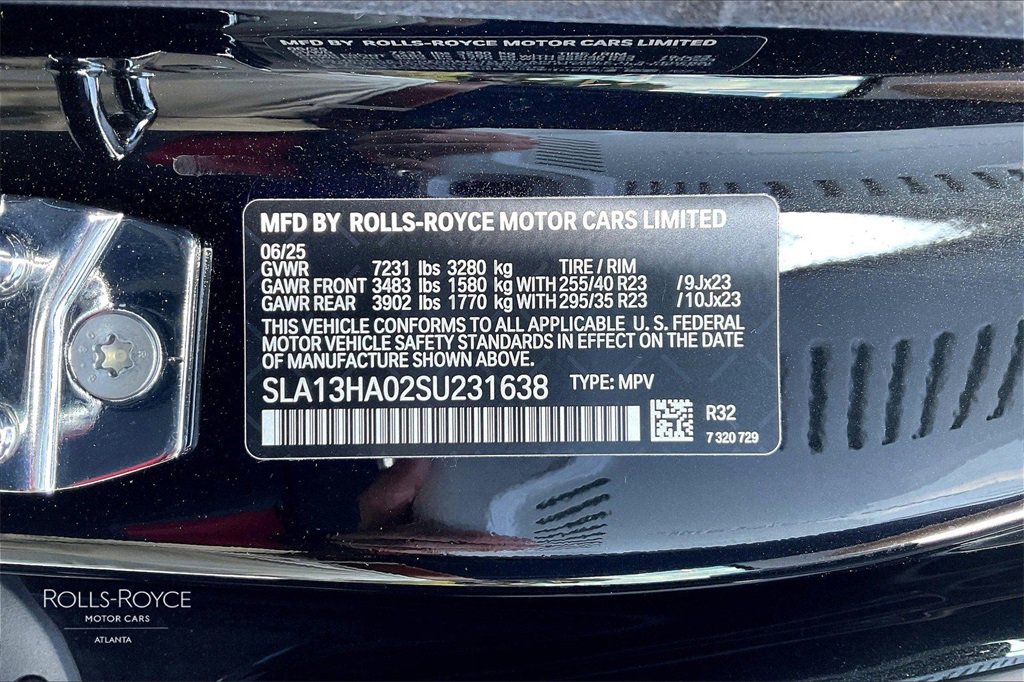 MFD BY ROLLS-ROYCE MOTOR CARS LIMITED
MFD BY ROLLS-ROYCE MOTOR CARS LIMITED
06/25
GVWR 7231 lbs 3280 kg TIRE / RIM
GAWR FRONT 3483 lbs 1580 kg WITH 255/40 R23 /9Jx23
GAWR REAR 3902 lbs 1770 kg WITH 295/35 R23 /10Jx23
THIS VEHICLE CONFORMS TO ALL APPLICABLE U. S. FEDERAL
MOTOR VEHICLE SAFETY STANDARDS IN EFFECT ON THE DATE
OF MANUFACTURE SHOWN ABOVE.
SLA13HA02SU231638 TYPE: MPV
R32
7 320 729
ROLLS-ROYCE
MOTOR CARS
ATLANTA